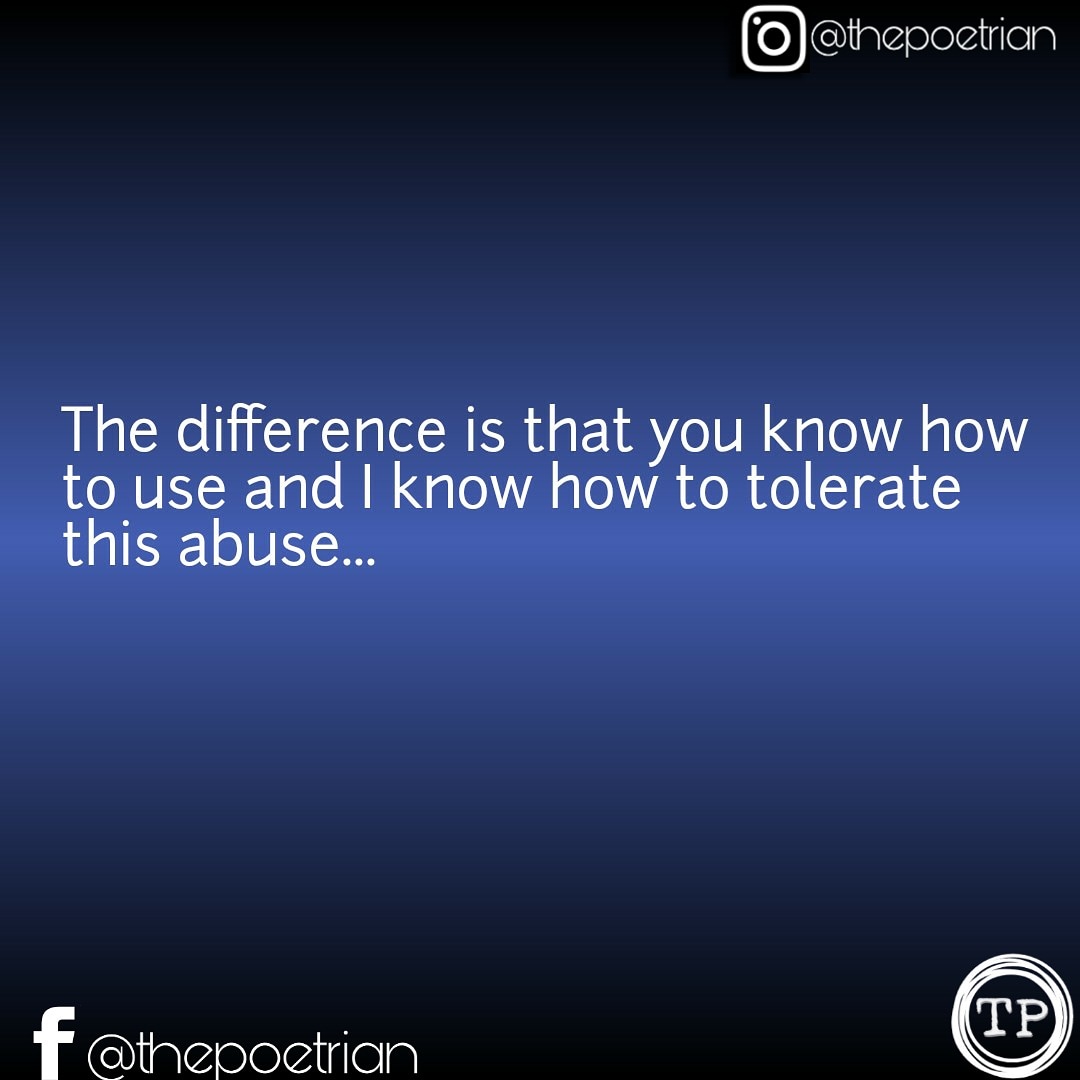 @thepoetrian
The difference is that you know how
to use and I know how to tolerate
this abuse...
TP
f @thepoetrian